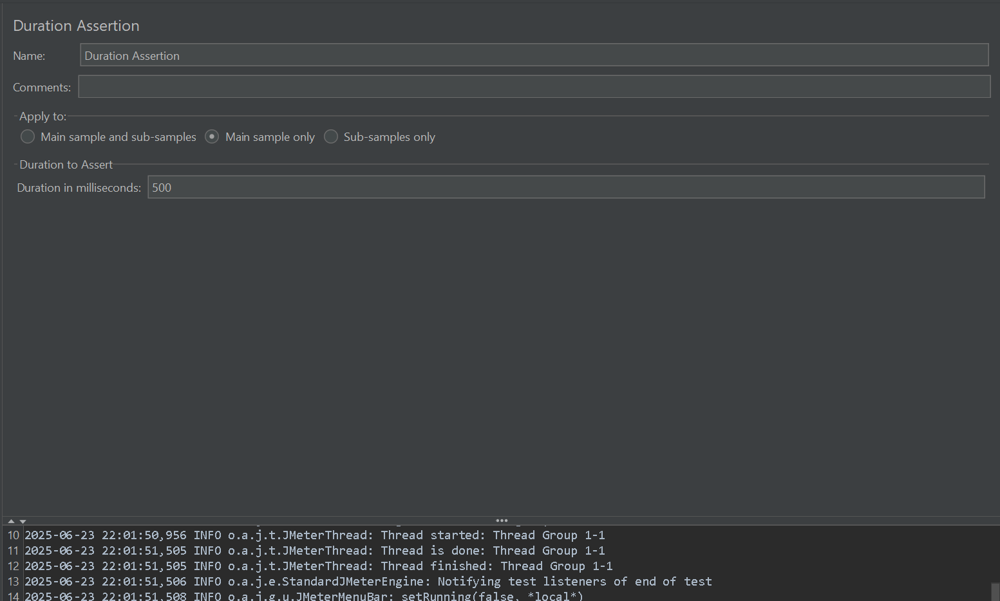 Duration Assertion
Name: Duration Assertion
Comments:
Apply to:
Main sample and sub-samples Main sample only Sub-samples only
Duration to Assert
Duration in milliseconds: 500
10 2025-06-23 22:01:50,956 INFO o.a.j.t.JMeterThread: Thread started: Thread Group 1-1
11 2025-06-23 22:01:51,505 INFO o.a.j.t.JMeterThread: Thread is done: Thread Group 1-1
12 2025-06-23 22:01:51,505 INFO o.a.j.t.JMeterThread: Thread finished: Thread Group 1-1
13 2025-06-23 22:01:51,506 INFO o.a.j.e.StandardJMeterEngine: Notifying test listeners of end of test
14 2025-06-23 22:01:51,508 INFO o.a.j.g.u.JMeterMenuBar: setRunning(false, *local*)